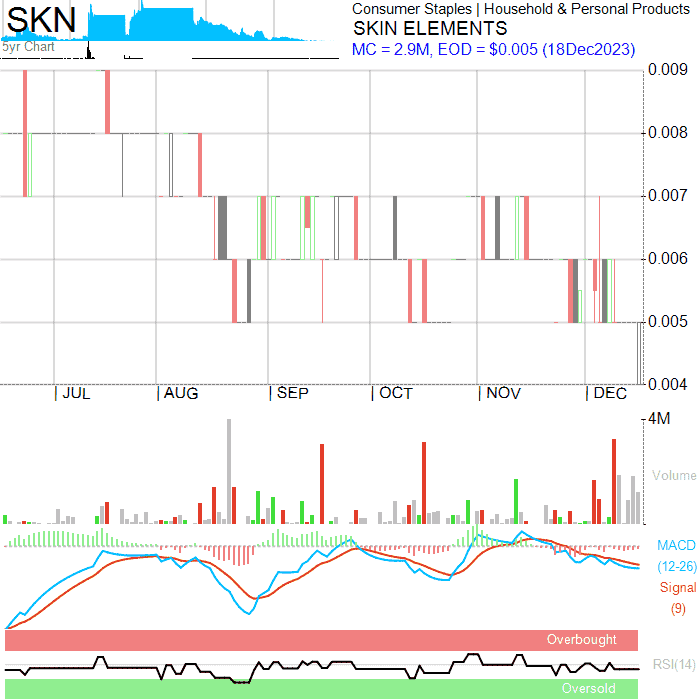 SKN
5yr Chart
Consumer Staples | Household & Personal Products
SKIN ELEMENTS
MC = 2.9M, EOD = $0.005 (18Dec2023)
0.009
0.008
0.007
0.006
0.005
0.004
| JUL | AUG | SEP | OCT | NOV | DEC
4M
Volume
MACD
(12-26)
Signal
(9)
Overbought
RSI(14)
Oversold